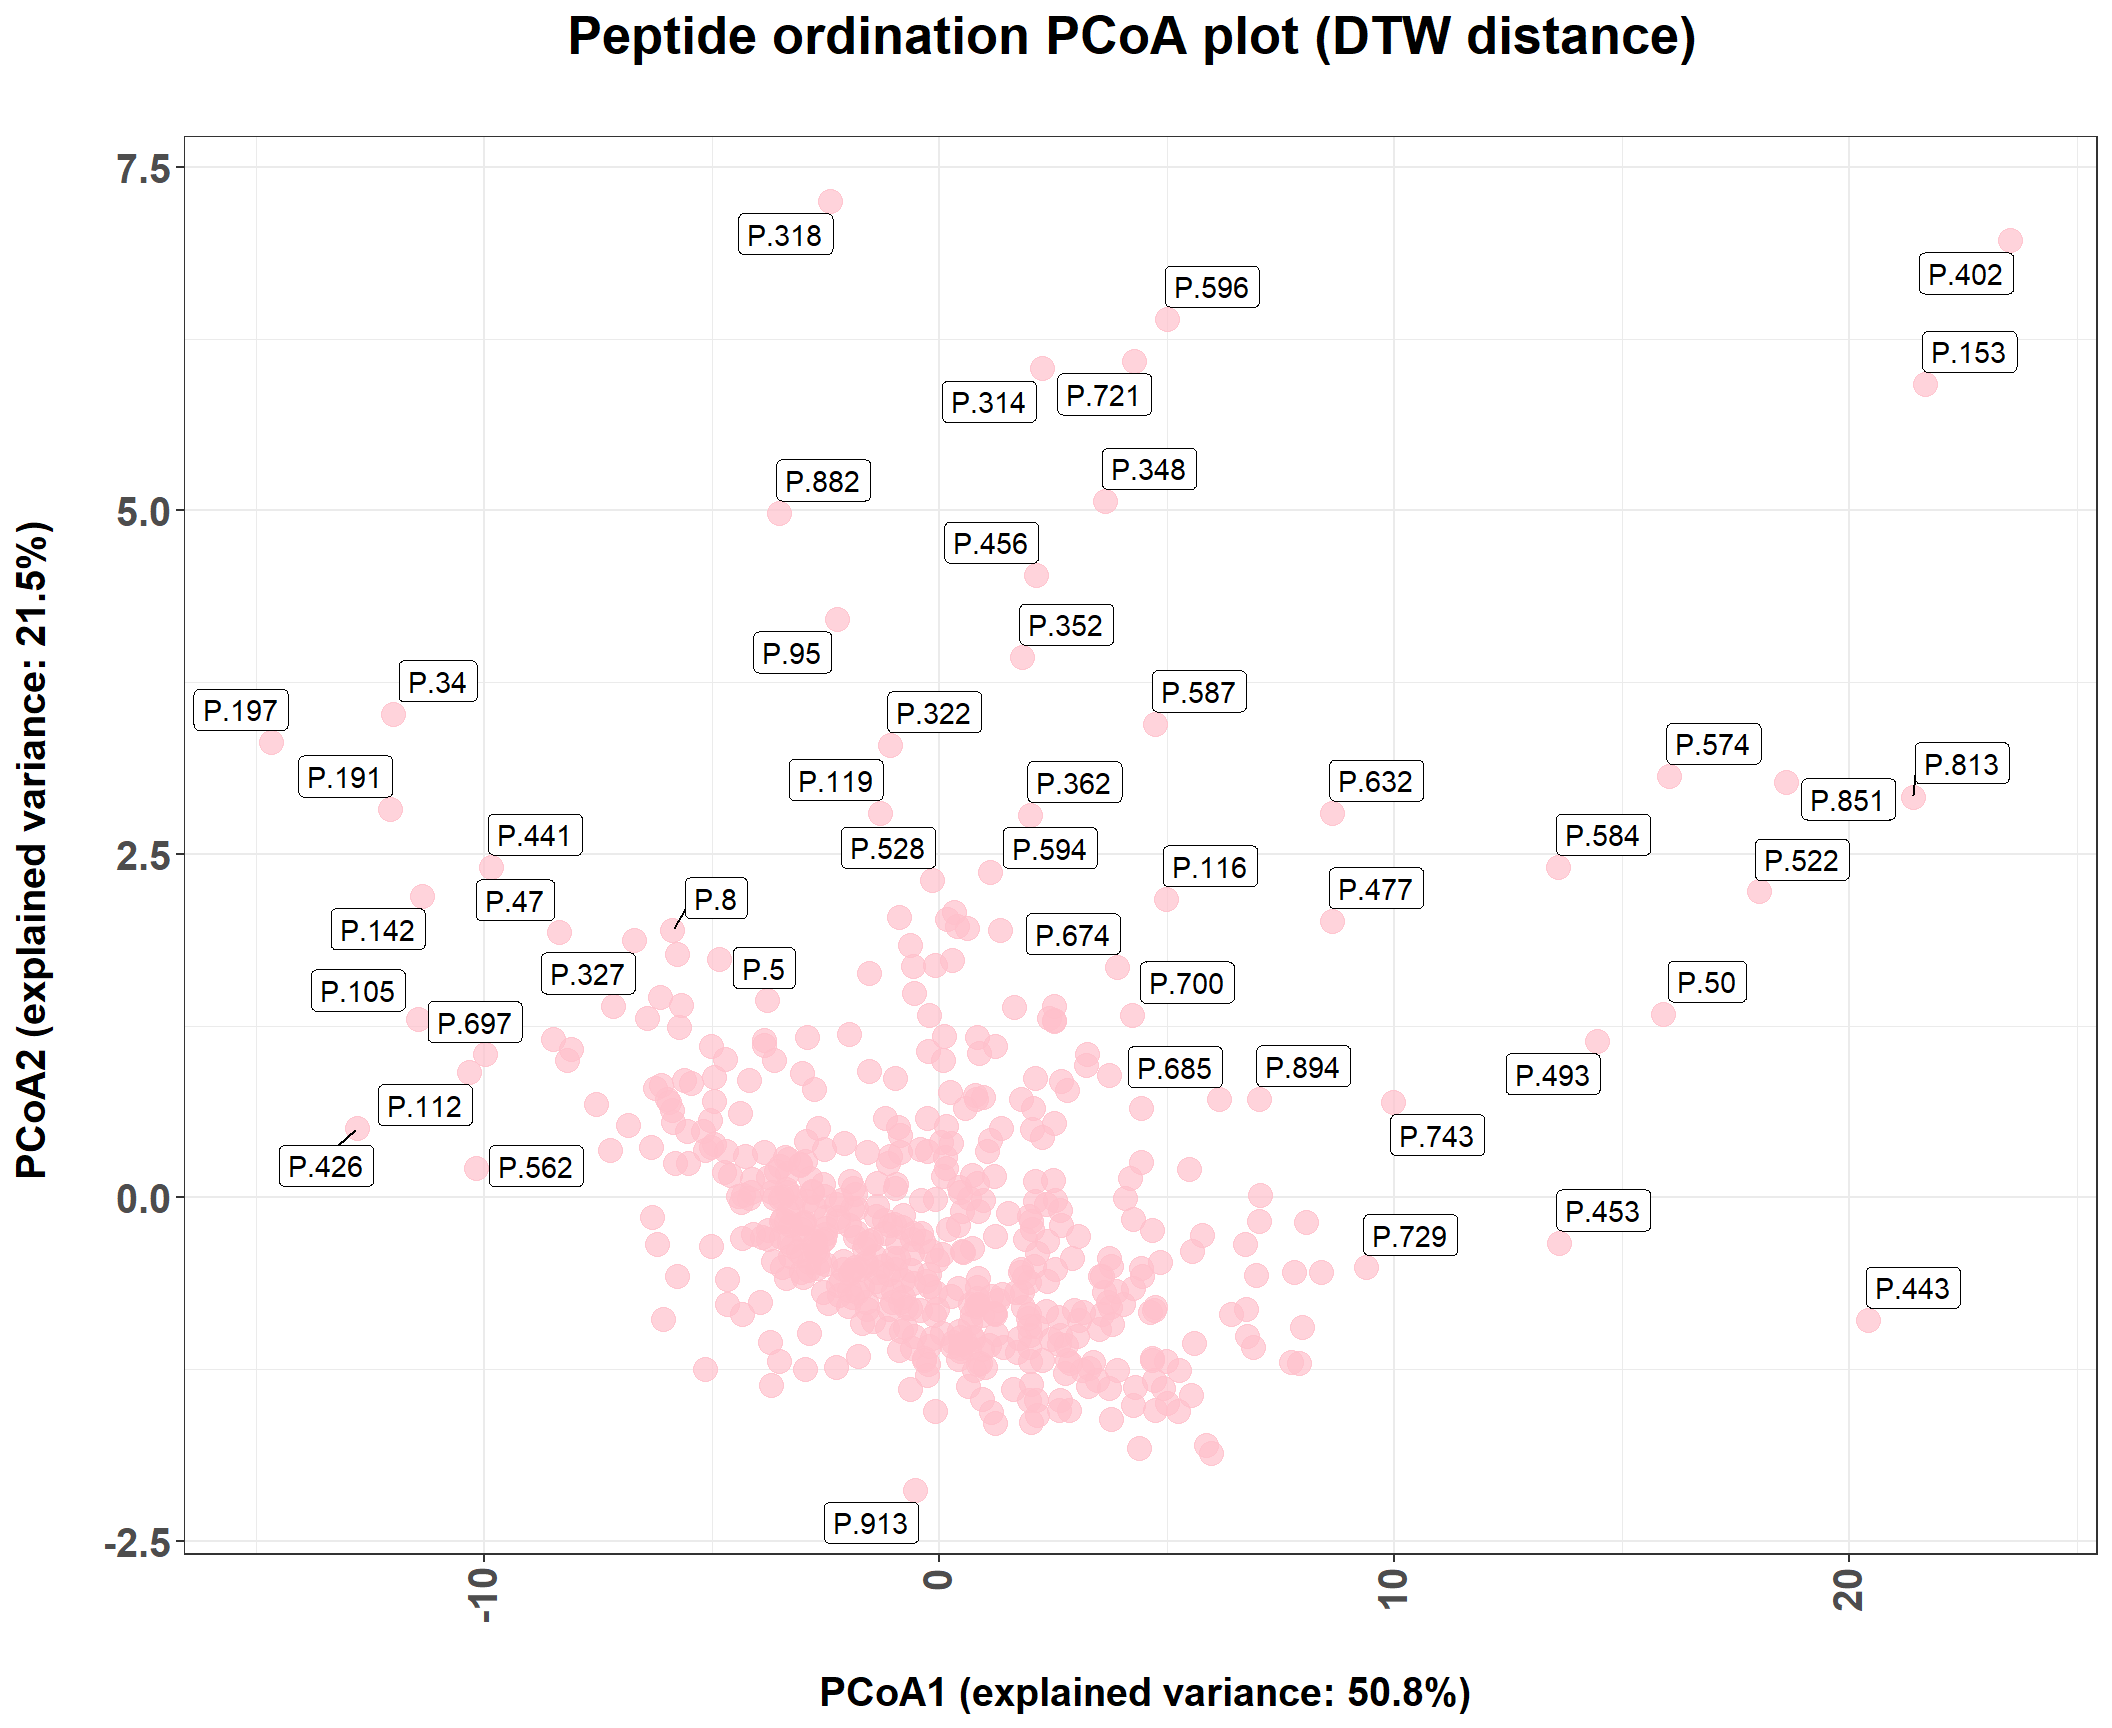 Peptide ordination PCoA plot (DTW distance)
7.5
5.0
2.5
0.0
-2.5
PCoA2 (explained variance: 21.5%)
P.318
P.402
P.596
P.153
P.314
P.721
P.882
P.348
P.456
P.95
P.352
P.34
P.197
P.587
P.322
P.191
P.119
P.362
P.632
P.574
P.813
P.851
P.441
P.528
P.594
P.584
P.116
P.522
P.47
P.8
P.477
P.142
P.674
P.327
P.5
P.700
P.50
P.105
P.697
P.685
P.894
P.493
P.112
P.743
P.426
P.562
P.453
P.729
P.443
P.913
-10
0
10
20
PCoA1 (explained variance: 50.8%)